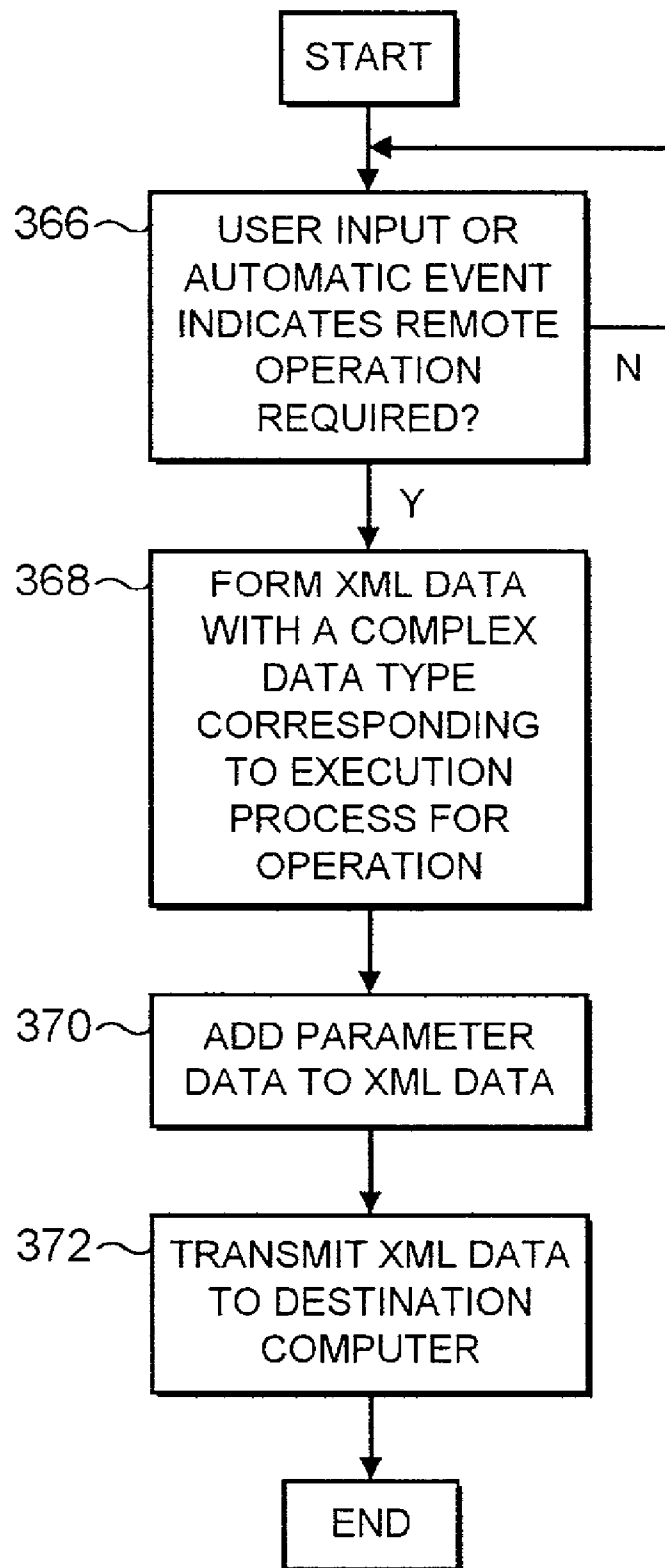 START
366
USER INPUT OR
AUTOMATIC EVENT
INDICATES REMOTE
OPERATION
REQUIRED?
N
Y
368
FORM XML DATA
WITH A COMPLEX
DATA TYPE
CORRESPONDING
TO EXECUTION
PROCESS FOR
OPERATION
370
ADD PARAMETER
DATA TO XML DATA
372
TRANSMIT XML DATA
TO DESTINATION
COMPUTER
END